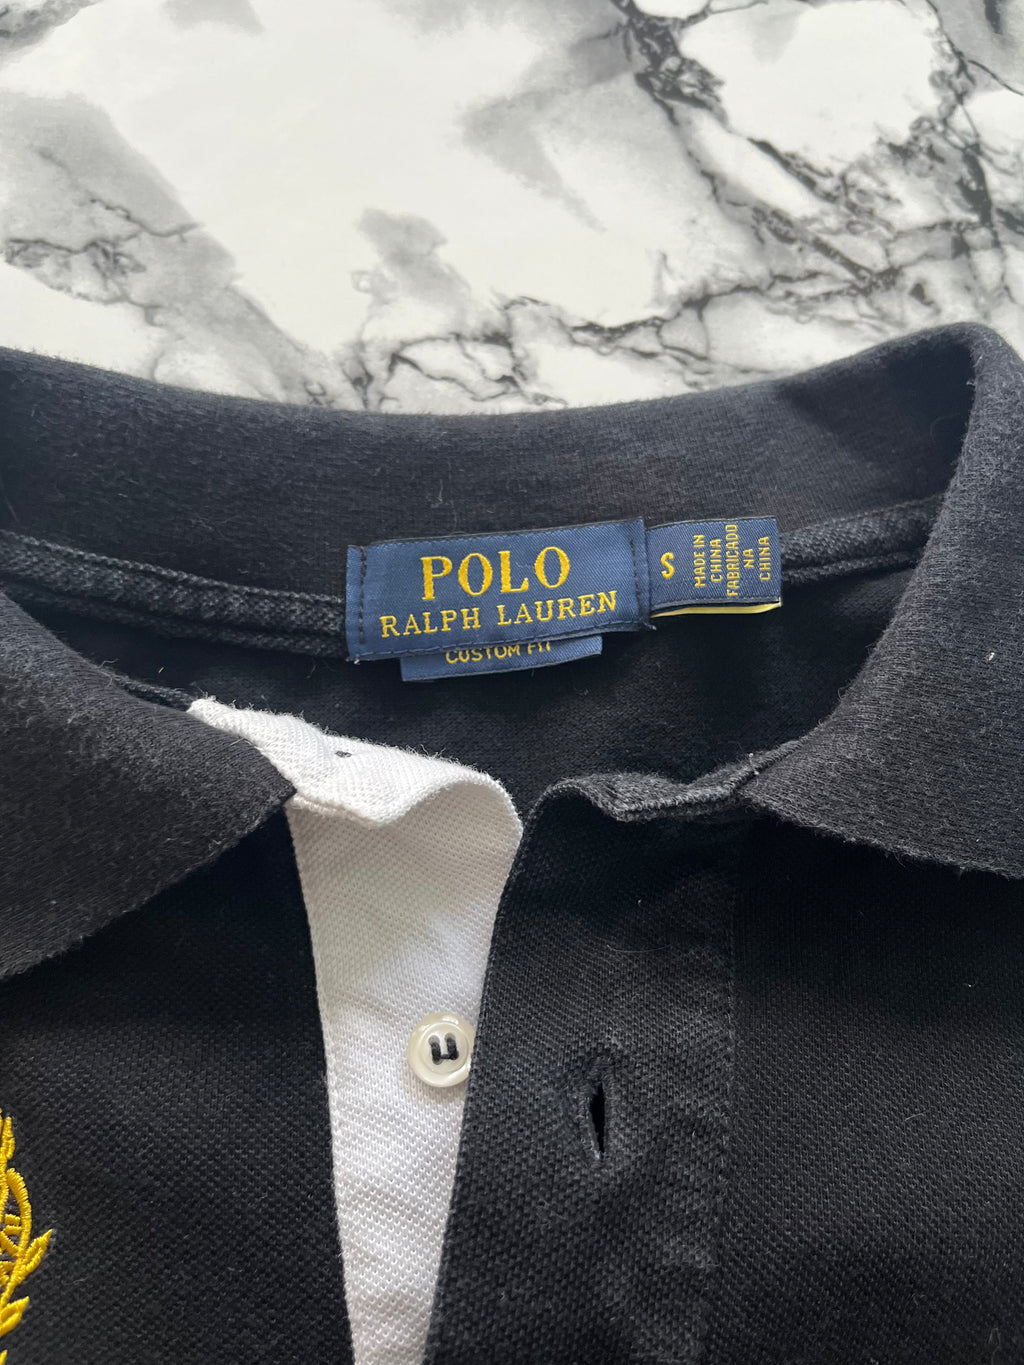 POLO
RALPH LAUREN
CUSTOM FIT
S
MADE IN
CHINA
FABRICADO
NA
CHINA